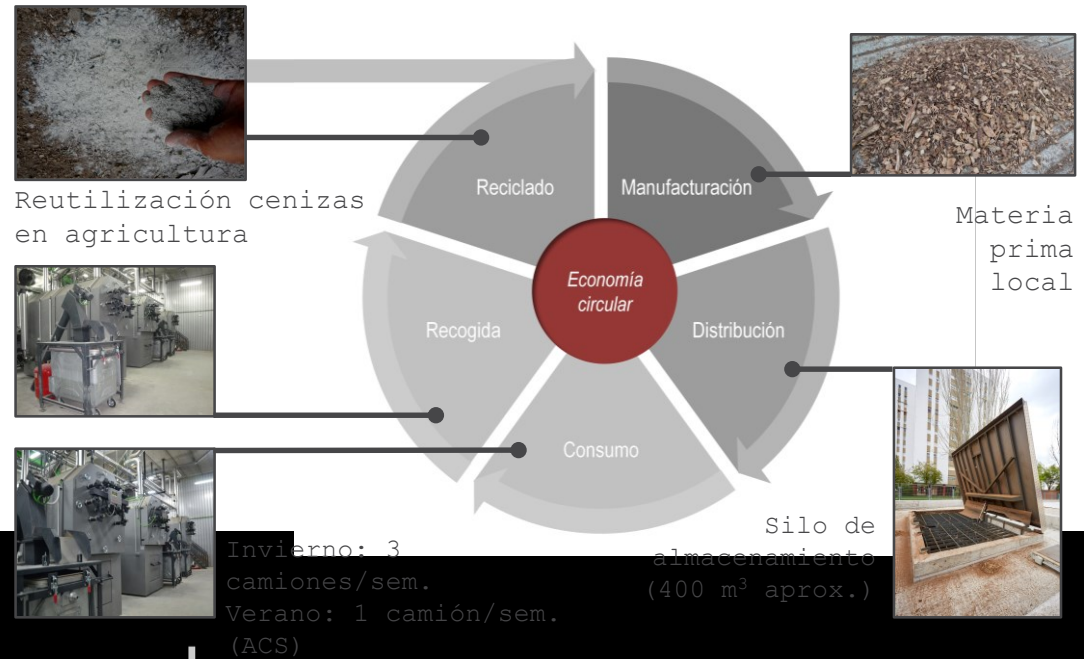 Reciclado
Manufacturación
Reutilización cenizas
en agricultura
Materia
prima
local
Economía
circular
Recogida
Distribución
Consumo
Silo de
almacenamiento
(400 m³ aprox.)
Invierno: 3
camiones/sem.
Verano: 1 camión/sem.
(ACS)